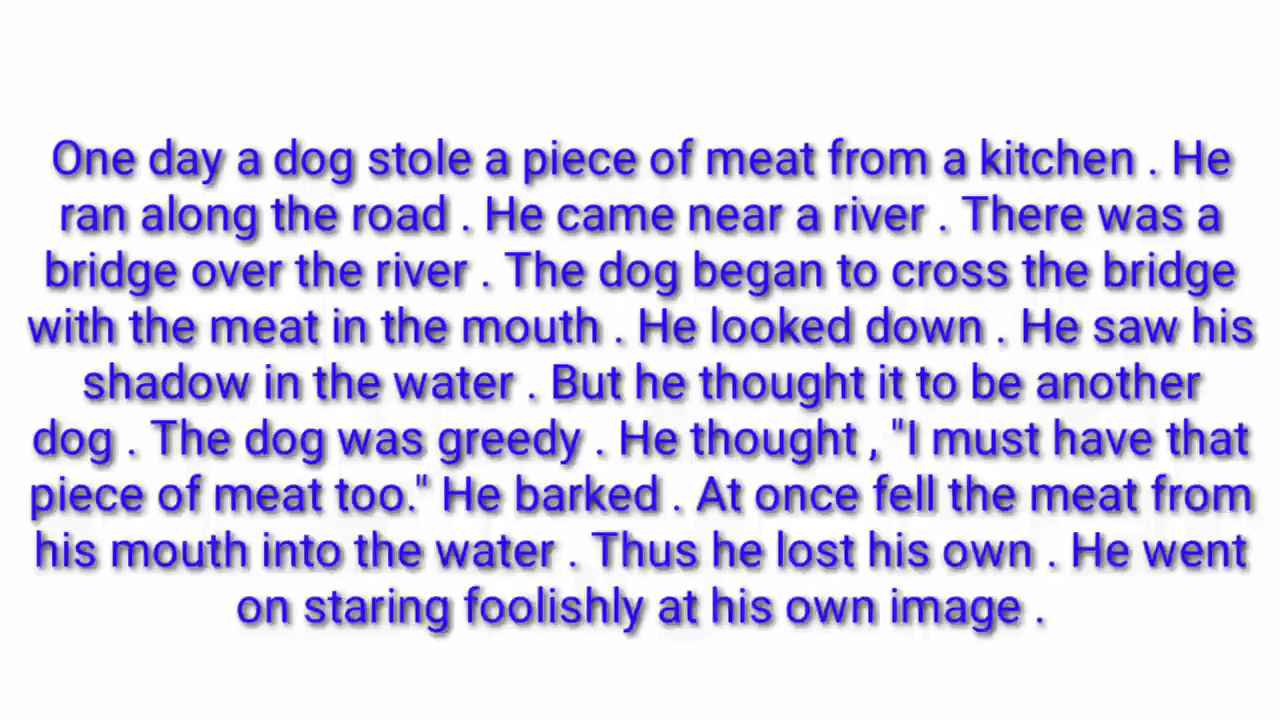 One day a dog stole a piece of meat from a kitchen . He
ran along the road . He came near a river . There was a
bridge over the river . The dog began to cross the bridge
with the meat in the mouth . He looked down . He saw his
shadow in the water . But he thought it to be another
dog . The dog was greedy . He thought , "I must have that
piece of meat too." He barked . At once fell the meat from
his mouth into the water . Thus he lost his own . He went
on staring foolishly at his own image .